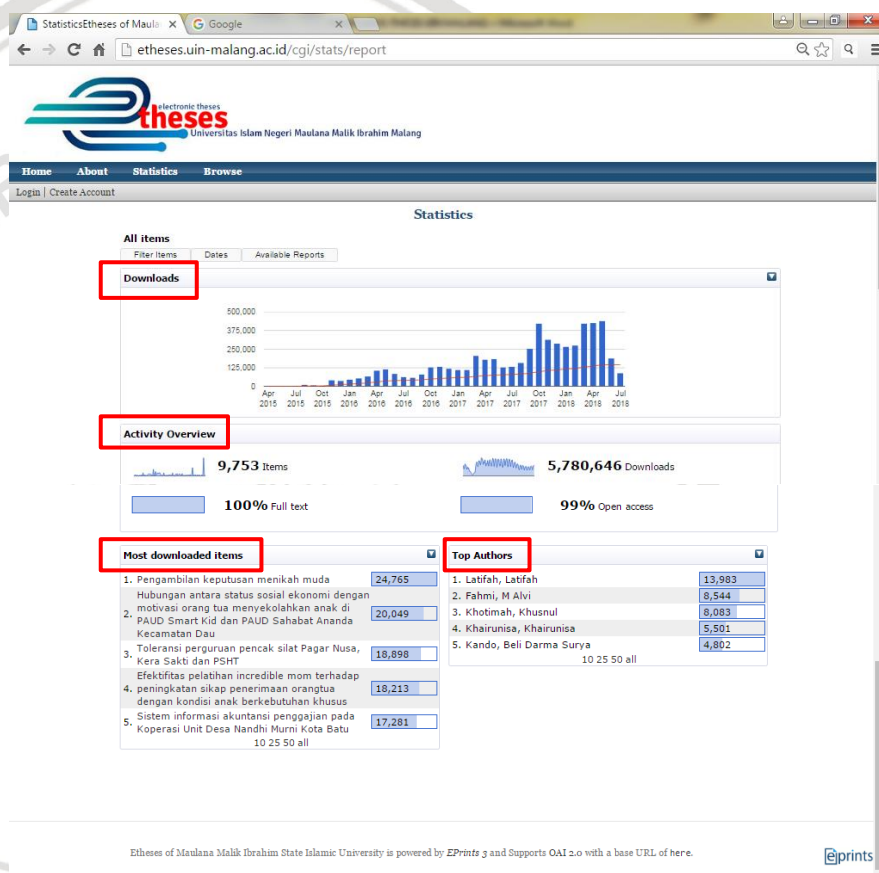 StatisticsEtheses of Maula
Google
etheses.uin-malang.ac.id/cgi/stats/report
electronic theses
etheses
Universitas Islam Negeri Maulana Malik Ibrahim Malang
Home About Statistics Browse
Login | Create Account
Statistics
All items
Filter Items Dates Available Reports
Downloads
500,000
375,000
250,000
125,000
0
Apr Jul Oct Jan Apr Jul Oct Jan Apr Jul Oct Jan Apr Jul
2015 2015 2015 2016 2016 2016 2016 2017 2017 2017 2017 2018 2018 2018
Activity Overview
9,753 Items 5,780,646 Downloads
100% Full text 99% Open access
Most downloaded items
1. Pengambilan keputusan menikah muda 24,765
Hubungan antara status sosial ekonomi dengan
2. motivasi orang tua menyekolahkan anak di
PAUD Smart Kid dan PAUD Sahabat Ananda 20,049
Kecamatan Dau
3. Toleransi perguruan pencak silat Pagar Nusa, 18,898
Kera Sakti dan PSHT
Efektifitas pelatihan incredible mom terhadap
4. peningkatan sikap penerimaan orangtua 18,213
dengan kondisi anak berkebutuhan khusus
5. Sistem informasi akuntansi penggajian pada 17,281
Koperasi Unit Desa Nandhi Murni Kota Batu
10 25 50 all
Top Authors
1. Latifah, Latifah 13,983
2. Fahmi, M Alvi 8,544
3. Khotimah, Khusnul 8,083
4. Khairunisa, Khairunisa 5,501
5. Kando, Beli Darma Surya 4,802
10 25 50 all
Etheses of Maulana Malik Ibrahim State Islamic University is powered by EPrints 3 and Supports OAI 2.0 with a base URL of here.
eprints